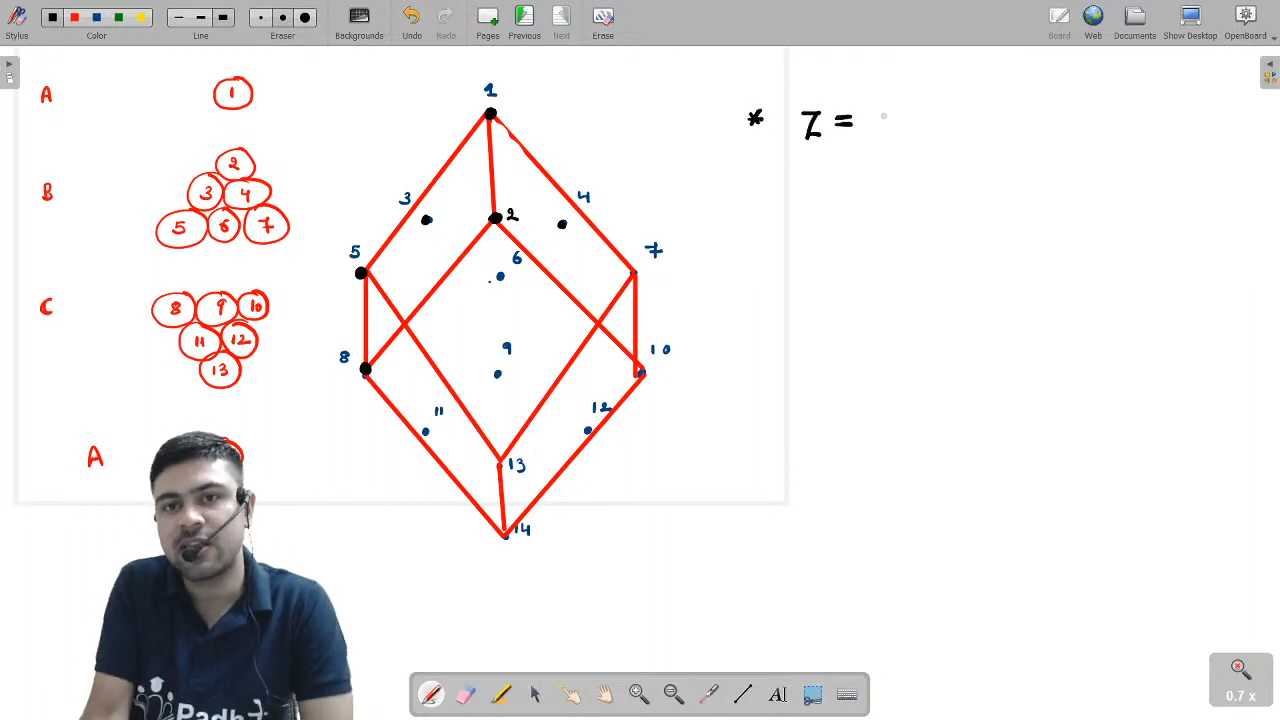 Stylus
Color
Line
Eraser
Backgrounds
Undo
Redo
Pages
Previous
Next
Erase
Board
Web
Documents
Show Desktop
OpenBoard
A
1
B
2
3 4
5 6 7
C
8 9 10
11 12
13
A
1
3
2
4
5
6
7
8
9
10
11
12
13
14
* Z =
Padh
AI
0.7 x